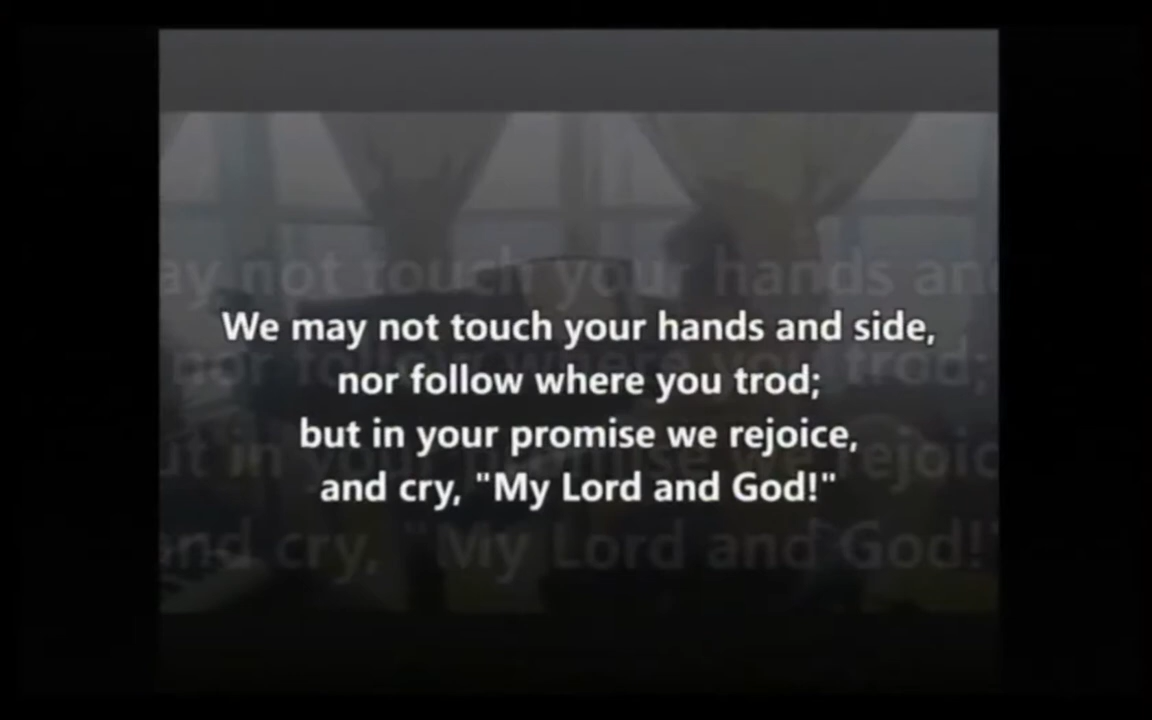 We may not touch your hands and side,
nor follow where you trod;
but in your promise we rejoice,
and cry, "My Lord and God!"